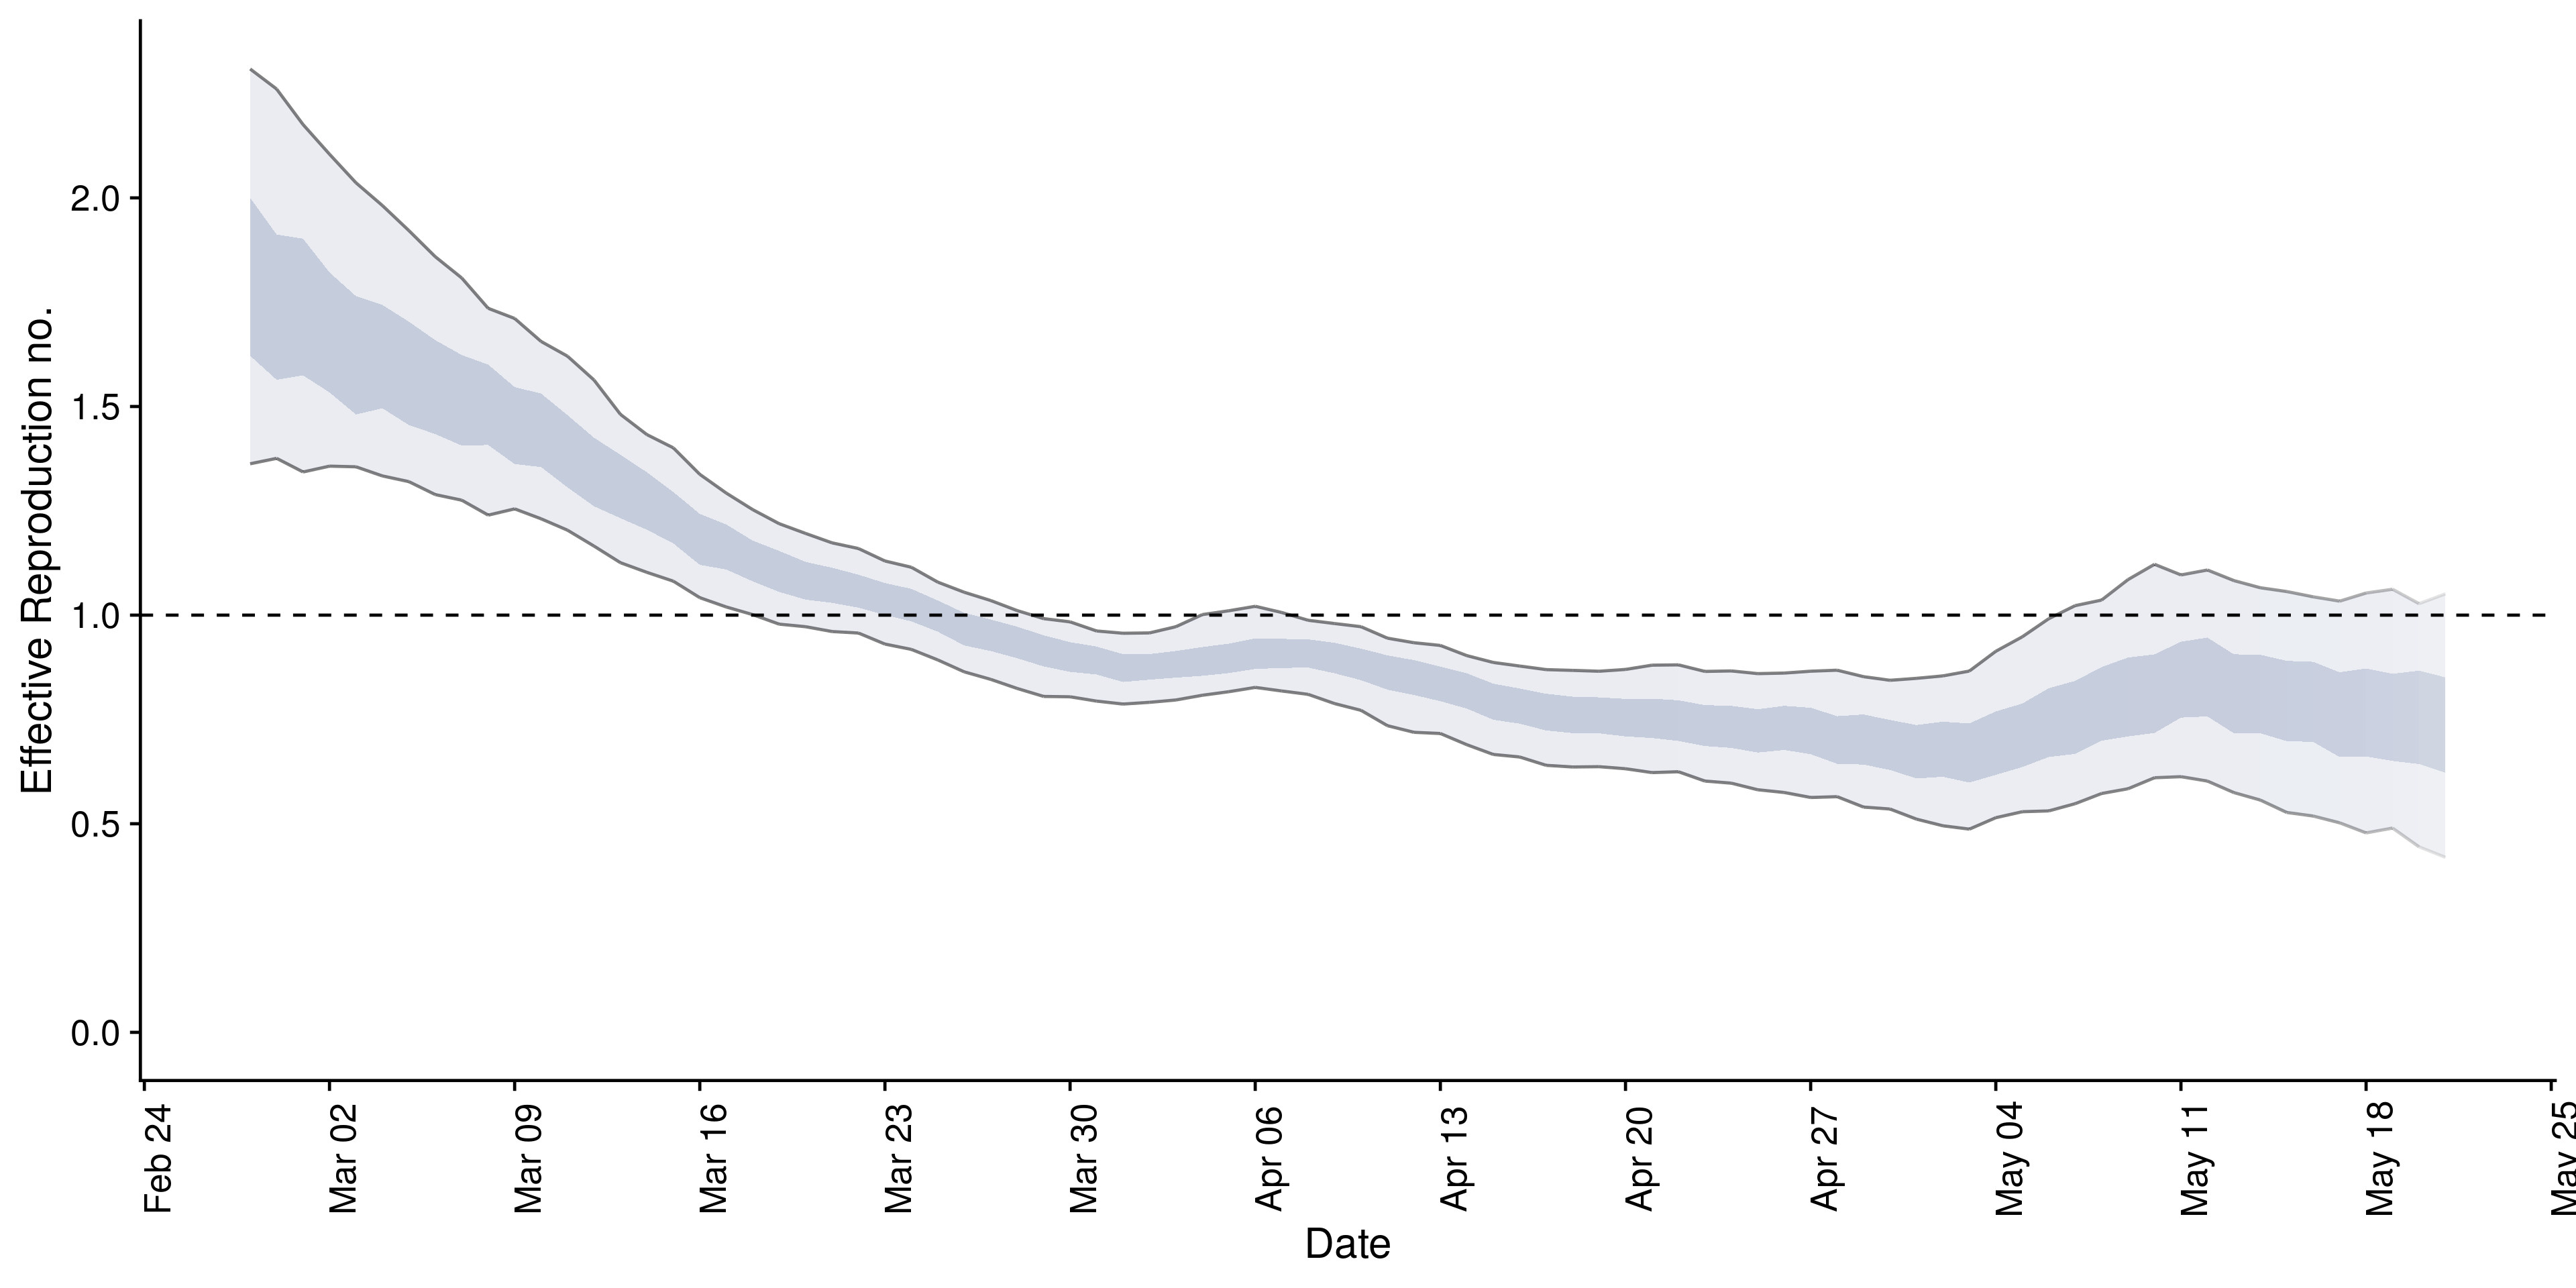 Effective Reproduction no.
2.0
1.5
1.0
0.5
0.0
Feb 24
Mar 02
Mar 09
Mar 16
Mar 23
Mar 30
Apr 06
Apr 13
Apr 20
Apr 27
May 04
May 11
May 18
May 25
Date